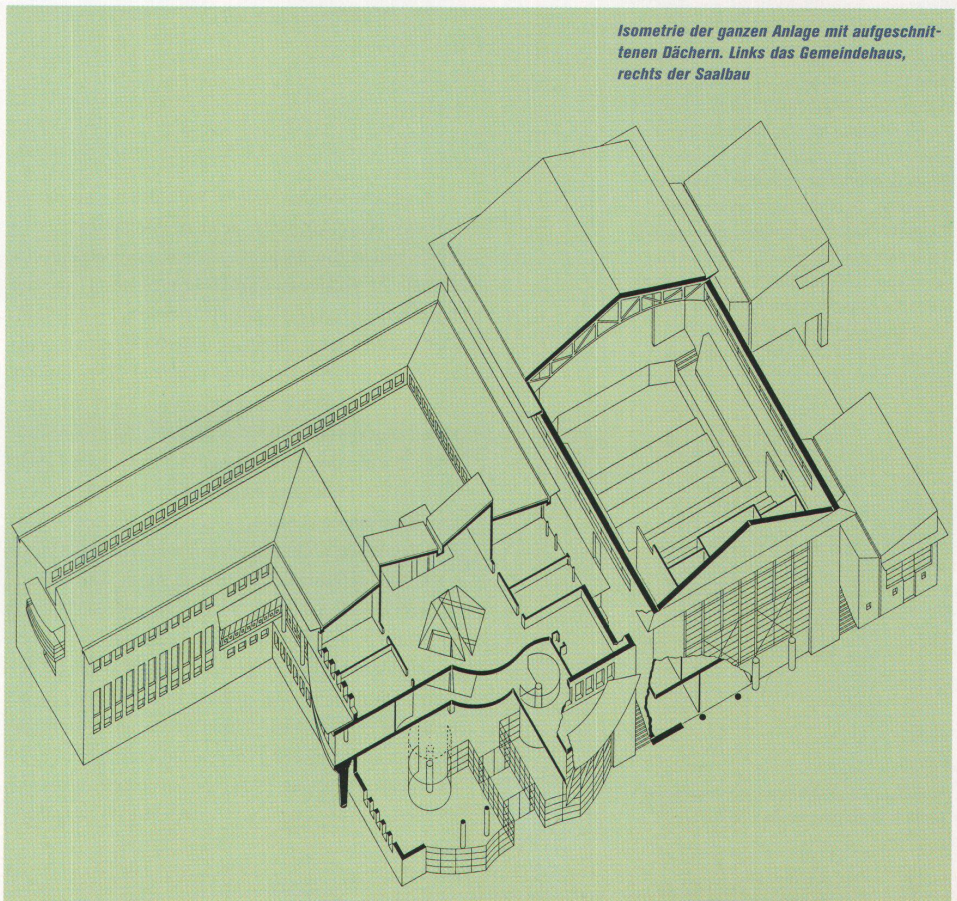 Isometrie der ganzen Anlage mit aufgeschnit-
tenen Dächern. Links das Gemeindehaus,
rechts der Saalbau